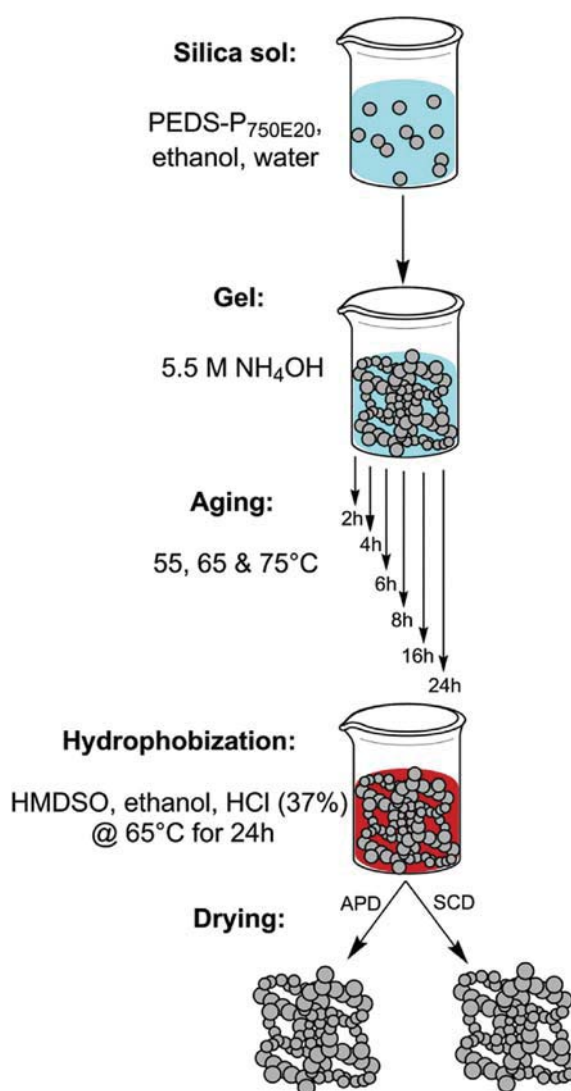 Silica sol:
PEDS-P750E20,
ethanol, water
Gel:
5.5 M NH₄OH
Aging:
55, 65 & 75°C
2h
4h
6h
8h
16h
24h
Hydrophobization:
HMDSO, ethanol, HCl (37%)
@ 65°C for 24h
Drying:
APD
SCD